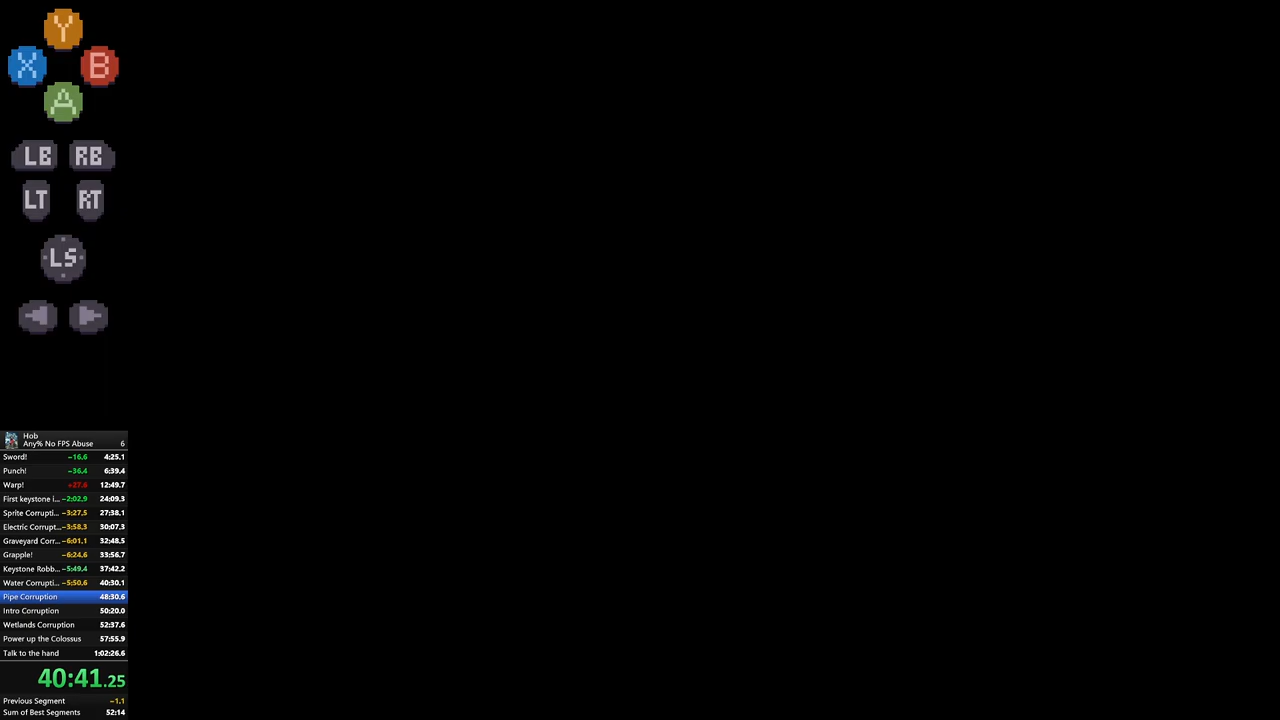 Y
X B
A
LB RB
LT RT
LS
Hob
Any% No FPS Abuse 6
Sword! −16.6 4:25.1
Punch! −36.4 6:39.4
Warp! +27.6 12:49.7
First keystone i... −2:02.9 24:09.3
Sprite Corrupti... −3:27.5 27:38.1
Electric Corrupt... −3:58.3 30:07.3
Graveyard Corr... −6:01.1 32:48.5
Grapple! −6:24.6 33:56.7
Keystone Robb... −5:49.4 37:42.2
Water Corrupti... −5:50.6 40:30.1
Pipe Corruption 48:30.6
Intro Corruption 50:20.0
Wetlands Corruption 52:37.6
Power up the Colossus 57:55.9
Talk to the hand 1:02:26.6
40:41.25
Previous Segment −1.1
Sum of Best Segments 52:14